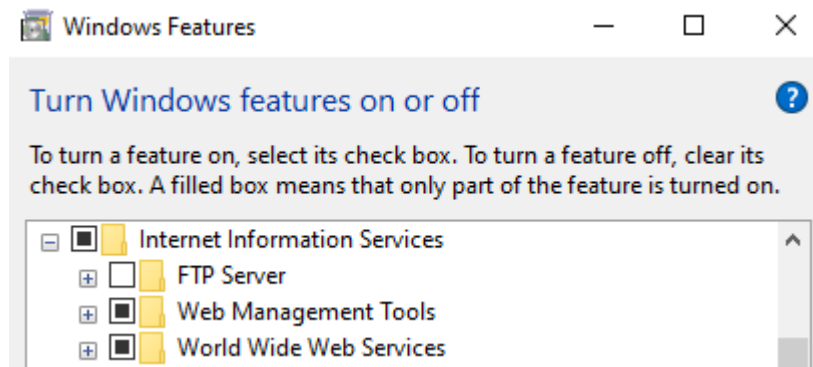 Windows Features
Turn Windows features on or off
To turn a feature on, select its check box. To turn a feature off, clear its
check box. A filled box means that only part of the feature is turned on.
Internet Information Services
FTP Server
Web Management Tools
World Wide Web Services